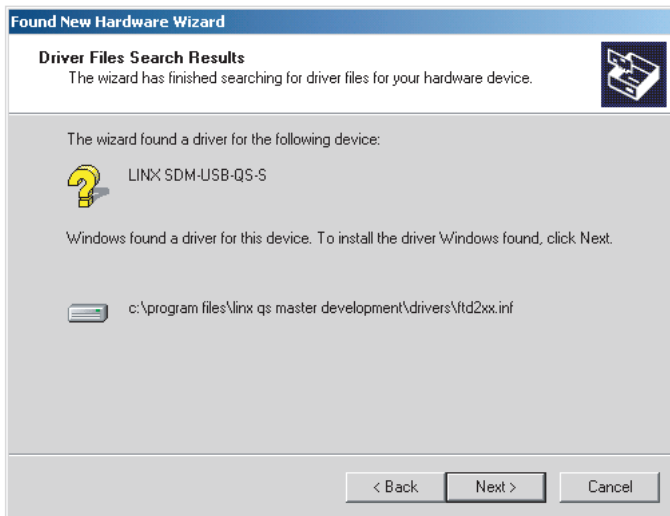 Found New Hardware Wizard
Driver Files Search Results
The wizard has finished searching for driver files for your hardware device.
The wizard found a driver for the following device:
LINX SDM-USB-QS-S
Windows found a driver for this device. To install the driver Windows found, click Next.
c:\program files\linx qs master development\drivers\ftd2xx.inf
< Back Next > Cancel